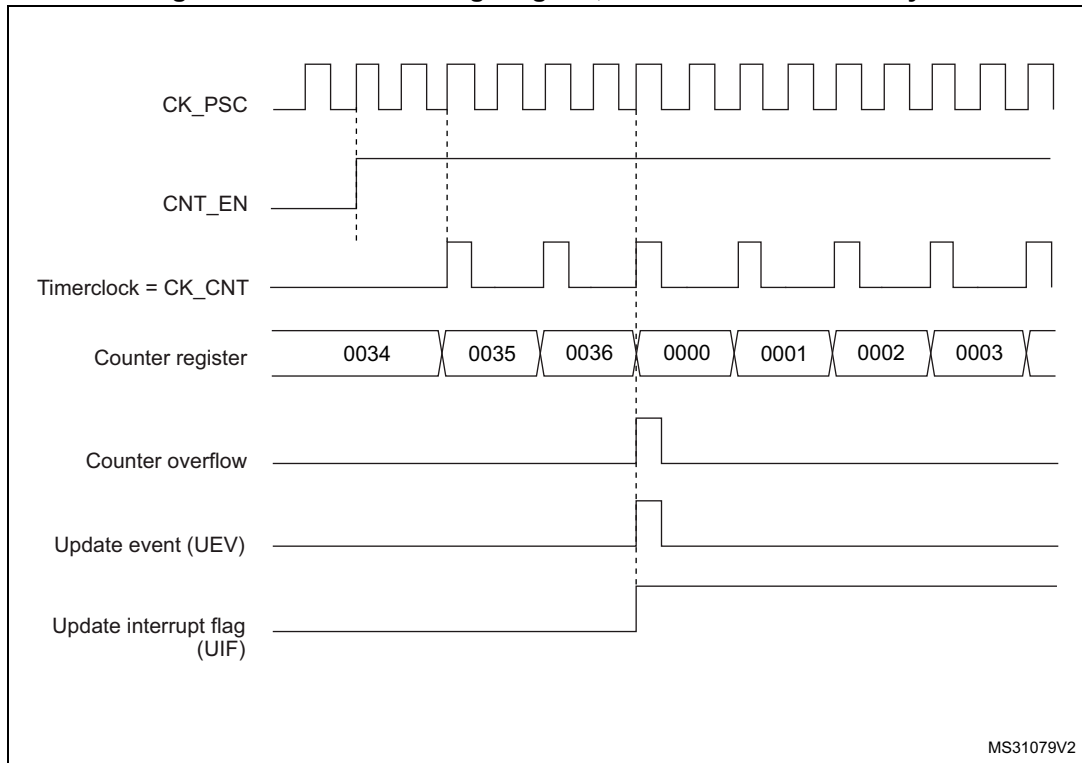 CK_PSC
CNT_EN
Timerclock = CK_CNT
Counter register
0034 0035 0036 0000 0001 0002 0003
Counter overflow
Update event (UEV)
Update interrupt flag
(UIF)
MS31079V2